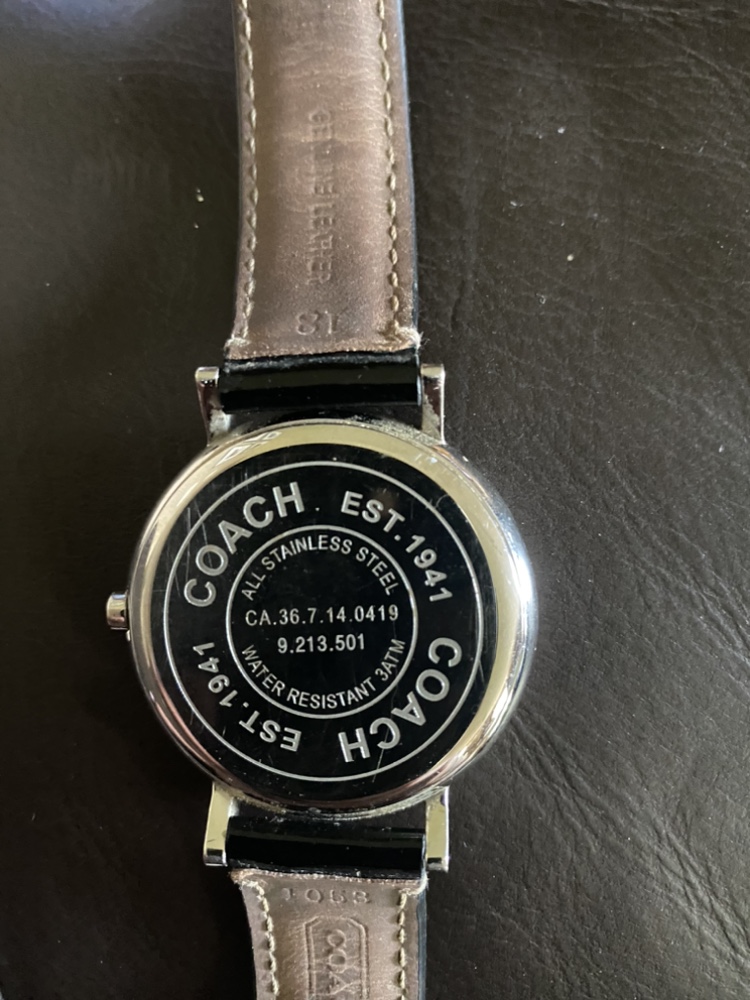 GENUINE LEATHER
18
COACH EST.1941
ALL STAINLESS STEEL
CA.36.7.14.0419
9.213.501
WATER RESISTANT 3ATM
COACH EST.1941
COA